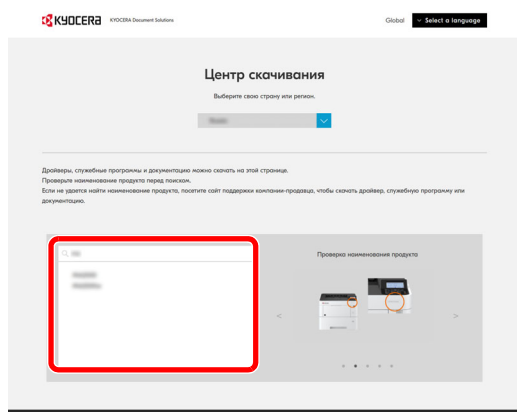 KYOCERA KYOCERA Document Solutions
Global Select a language
Центр скачивания
Выберите свою страну или регион.
Драйверы, служебные программы и документацию можно скачать на этой странице.
Проверьте наименование продукта перед поиском.
Если не удается найти наименование продукта, посетите сайт поддержки компании-продавца, чтобы скачать драйвер, служебную программу или
документацию.
Проверка наименования продукта